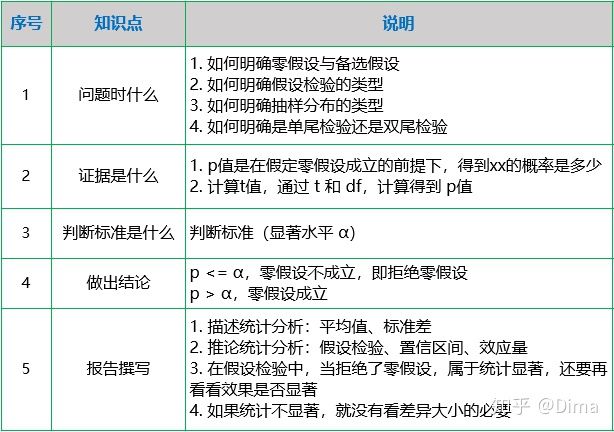 序号 知识点 说明
1 问题时什么 1. 如何明确零假设与备选假设
2. 如何明确假设检验的类型
3. 如何明确抽样分布的类型
4. 如何明确是单尾检验还是双尾检验
2 证据是什么 1. p值是在假定零假设成立的前提下，得到xx的概率是多少
2. 计算t值，通过 t 和 df，计算得到 p值
3 判断标准是什么 判断标准（显著水平 α）
4 做出结论 p <= α，零假设不成立，即拒绝零假设
p > α，零假设成立
5 报告撰写 1. 描述统计分析：平均值、标准差
2. 推论统计分析：假设检验、置信区间、效应量
3. 在假设检验中，当拒绝了零假设，属于统计显著，还要再
看看效果是否显著
4. 如果统计不显著，就没有看差异大小的必要
知乎 @Dima